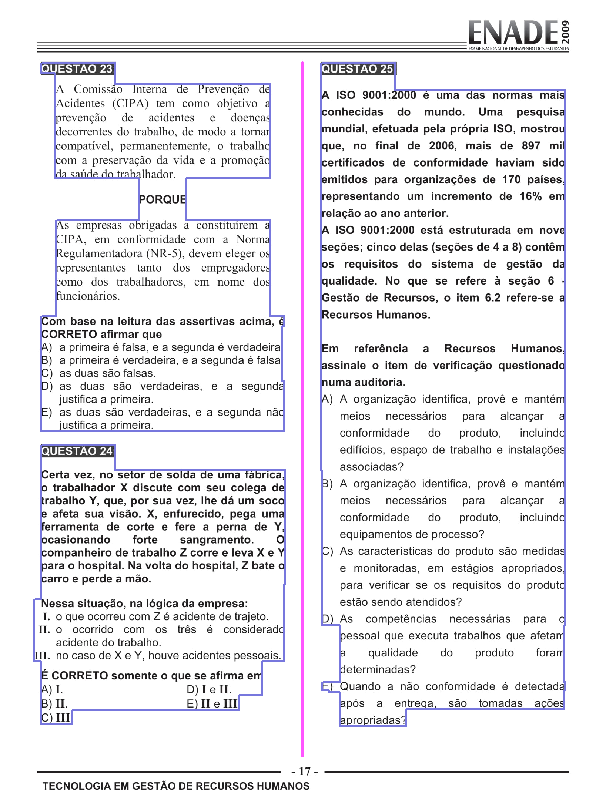 ENADE 2009
EXAME NACIONAL DE DESEMPENHO DOS ESTUDANTES
QUESTÃO 23
A Comissão Interna de Prevenção de
Acidentes (CIPA) tem como objetivo a
prevenção de acidentes e doenças
decorrentes do trabalho, de modo a tornar
compatível, permanentemente, o trabalho
com a preservação da vida e a promoção
da saúde do trabalhador.
PORQUE
As empresas obrigadas a constituírem a
CIPA, em conformidade com a Norma
Regulamentadora (NR-5), devem eleger os
representantes tanto dos empregadores
como dos trabalhadores, em nome dos
funcionários.
Com base na leitura das assertivas acima, é
CORRETO afirmar que
A) a primeira é falsa, e a segunda é verdadeira
B) a primeira é verdadeira, e a segunda é falsa
C) as duas são falsas.
D) as duas são verdadeiras, e a segunda
justifica a primeira.
E) as duas são verdadeiras, e a segunda não
justifica a primeira.
QUESTÃO 24
Certa vez, no setor de solda de uma fábrica,
o trabalhador X discute com seu colega de
trabalho Y, que, por sua vez, lhe dá um soco
e afeta sua visão. X, enfurecido, pega uma
ferramenta de corte e fere a perna de Y,
ocasionando forte sangramento. O
companheiro de trabalho Z corre e leva X e Y
para o hospital. Na volta do hospital, Z bate o
carro e perde a mão.
Nessa situação, na lógica da empresa:
I. o que ocorreu com Z é acidente de trajeto.
II. o ocorrido com os três é considerado
acidente do trabalho.
III. no caso de X e Y, houve acidentes pessoais.
É CORRETO somente o que se afirma em
A) I. D) I e II.
B) II. E) II e III
C) III
QUESTÃO 25
A ISO 9001:2000 é uma das normas mais
conhecidas do mundo. Uma pesquisa
mundial, efetuada pela própria ISO, mostrou
que, no final de 2006, mais de 897 mil
certificados de conformidade haviam sido
emitidos para organizações de 170 países,
representando um incremento de 16% em
relação ao ano anterior.
A ISO 9001:2000 está estruturada em nove
seções; cinco delas (seções de 4 a 8) contêm
os requisitos do sistema de gestão da
qualidade. No que se refere à seção 6 -
Gestão de Recursos, o item 6.2 refere-se a
Recursos Humanos.
Em referência a Recursos Humanos,
assinale o item de verificação questionado
numa auditoria.
A) A organização identifica, provê e mantém
meios necessários para alcançar a
conformidade do produto, incluindo
edifícios, espaço de trabalho e instalações
associadas?
B) A organização identifica, provê e mantém
meios necessários para alcançar a
conformidade do produto, incluindo
equipamentos de processo?
C) As características do produto são medidas
e monitoradas, em estágios apropriados,
para verificar se os requisitos do produto
estão sendo atendidos?
D) As competências necessárias para o
pessoal que executa trabalhos que afetam
a qualidade do produto foram
determinadas?
E) Quando a não conformidade é detectada
após a entrega, são tomadas ações
apropriadas?
- 17 -
TECNOLOGIA EM GESTÃO DE RECURSOS HUMANOS